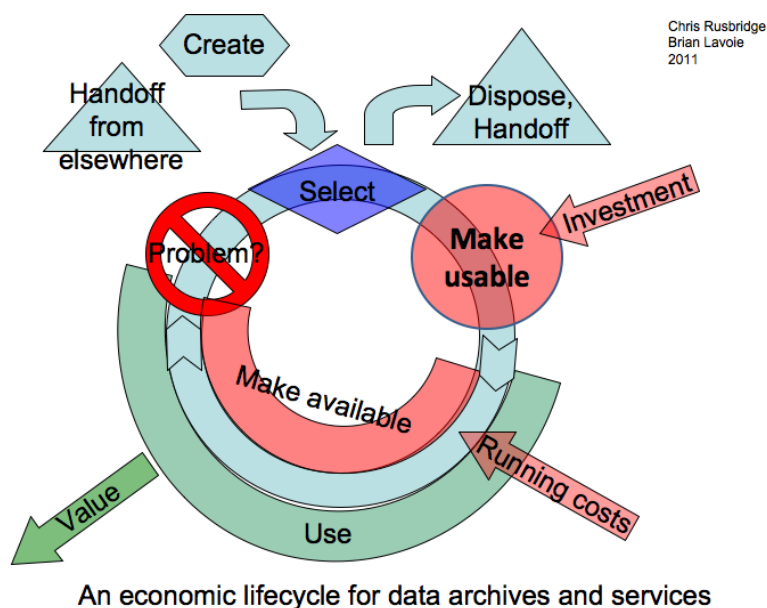 Chris Rusbridge
Brian Lavoie
2011
Create
Handoff
from
elsewhere
Dispose,
Handoff
Select
Investment
Problem?
Make
usable
Make available
Running costs
Value
Use
An economic lifecycle for data archives and services